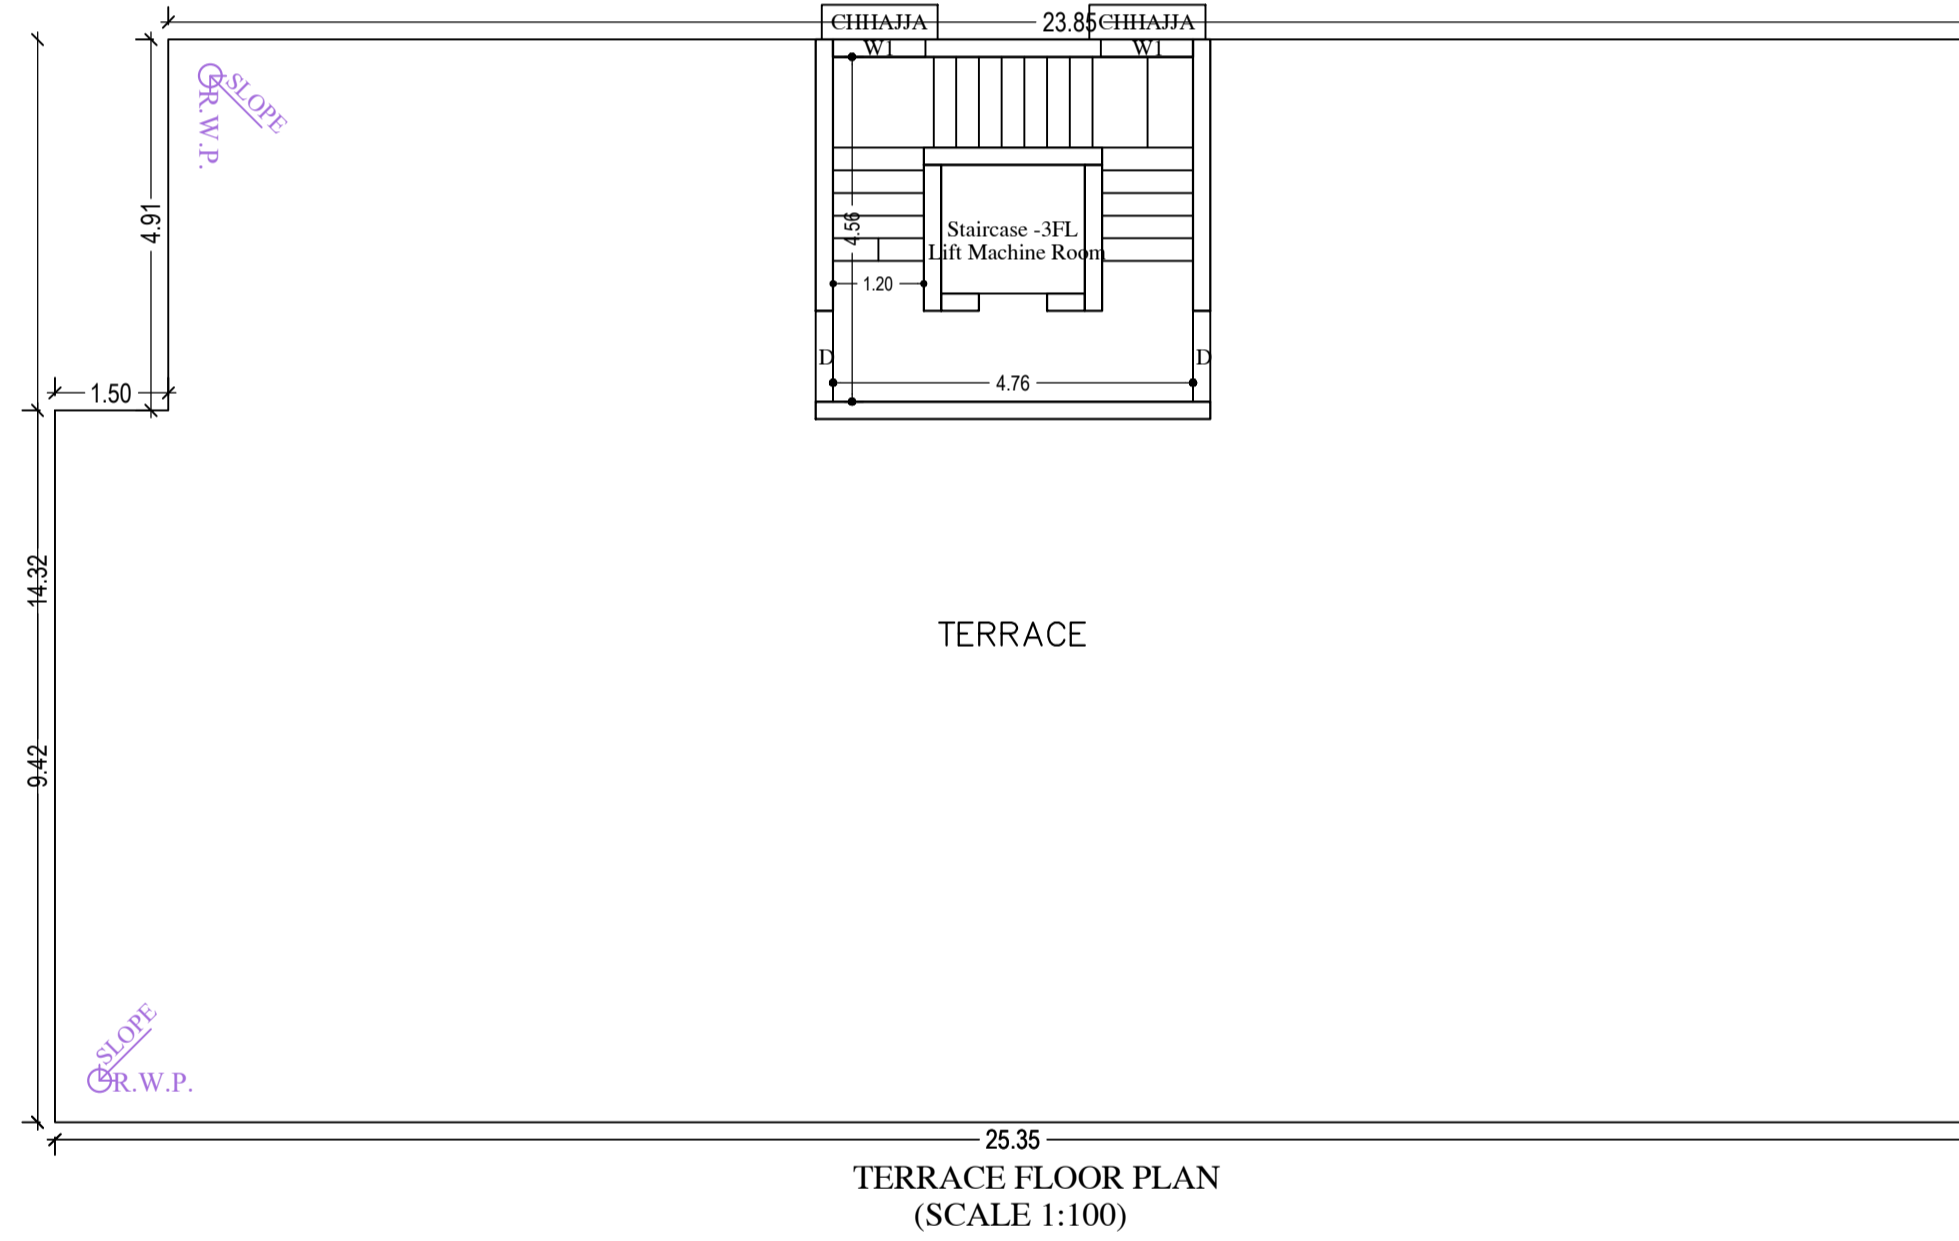 CHHAJJA
23.85
CHHAJJA
W1
W1
SLOPE
R.W.P.
4.91
4.56
Staircase -3FL
Lift Machine Room
1.20
D
D
4.76
1.50
14.32
TERRACE
9.42
SLOPE
R.W.P.
25.35
TERRACE FLOOR PLAN
(SCALE 1:100)